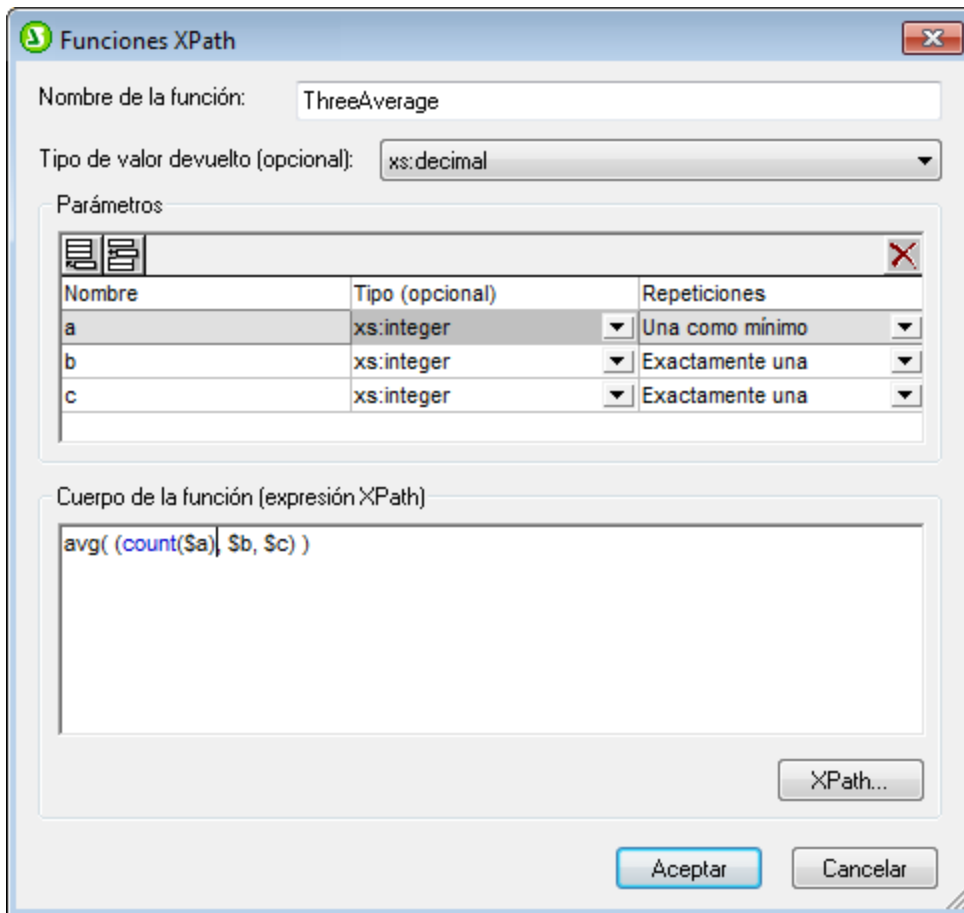 Funciones XPath
Nombre de la función: ThreeAverage
Tipo de valor devuelto (opcional): xs:decimal
Parámetros
Nombre Tipo (opcional) Repeticiones
a xs:integer Una como mínimo
b xs:integer Exactamente una
c xs:integer Exactamente una
Cuerpo de la función (expresión XPath)
avg( (count($a), $b, $c) )
XPath...
Aceptar Cancelar